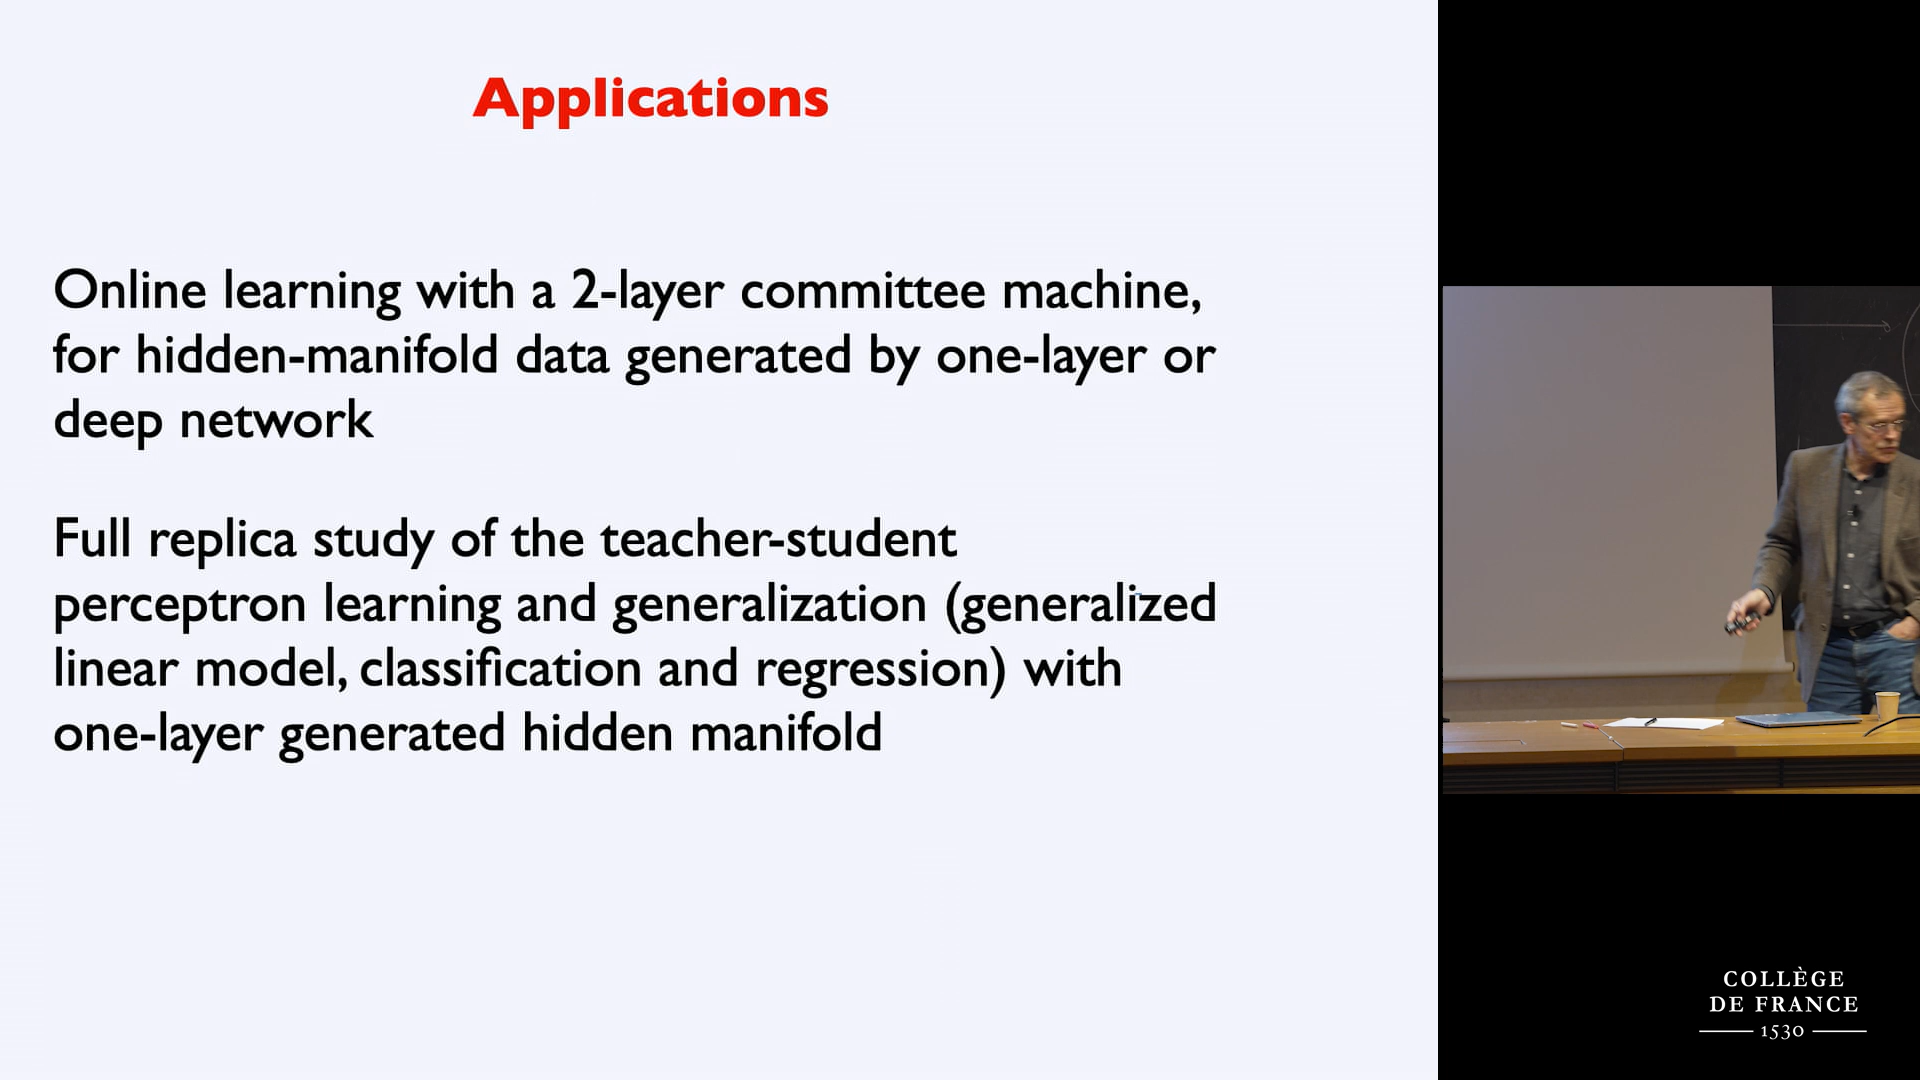 Applications
Online learning with a 2-layer committee machine,
for hidden-manifold data generated by one-layer or
deep network
Full replica study of the teacher-student
perceptron learning and generalization (generalized
linear model, classification and regression) with
one-layer generated hidden manifold
COLLÈGE
DE FRANCE
1530